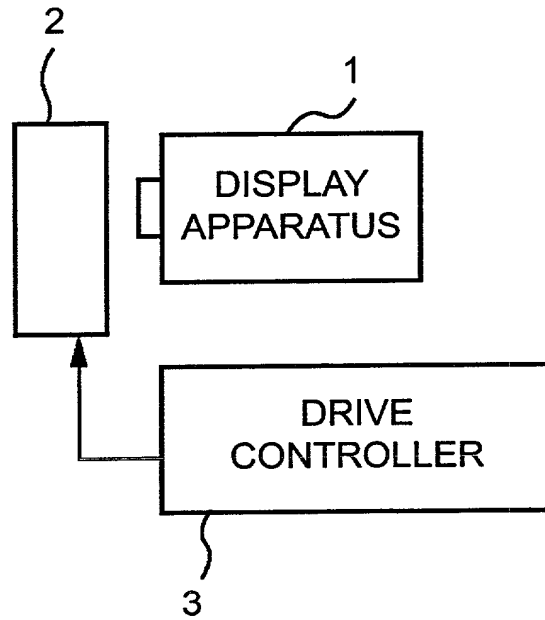 2
1
DISPLAY
APPARATUS
DRIVE
CONTROLLER
3